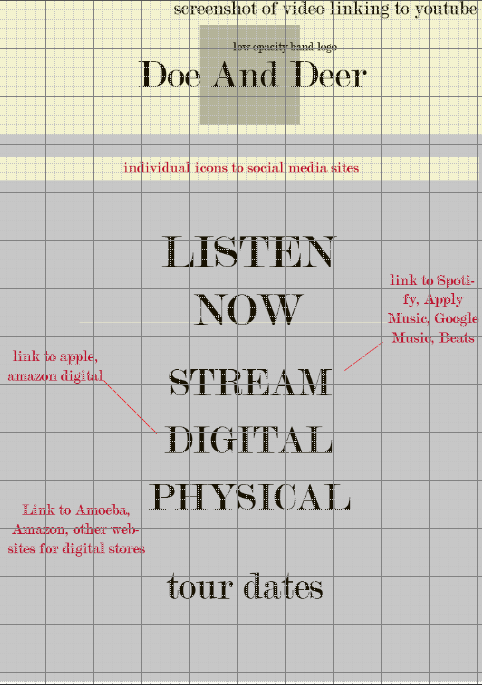 screenshot of video linking to youtube
low opacity band logo
Doe And Deer
individual icons to social media sites
LISTEN
NOW
link to Spoti-
fy, Apply
Music, Google
Music, Beats
link to apple,
amazon digital
STREAM
DIGITAL
PHYSICAL
Link to Amoeba,
Amazon, other web-
sites for digital stores
tour dates